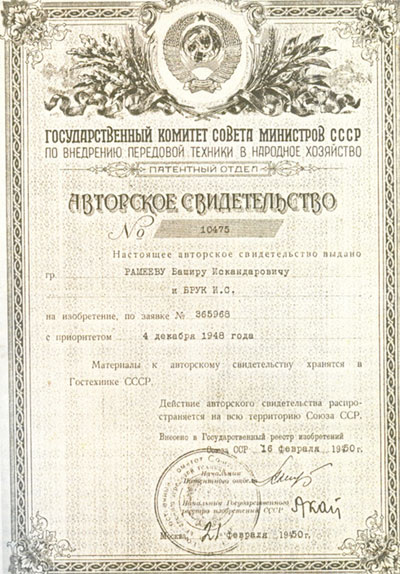 ГОСУДАРСТВЕННЫЙ КОМИТЕТ СОВЕТА МИНИСТРОВ СССР
ПО ВНЕДРЕНИЮ ПЕРЕДОВОЙ ТЕХНИКИ В НАРОДНОЕ ХОЗЯЙСТВО
ПАТЕНТНЫЙ ОТДЕЛ
АВТОРСКОЕ СВИДЕТЕЛЬСТВО
№ 10475
Настоящее авторское свидетельство выдано
гр. РАМЕЕВУ Баширу Искандаровичу
и БРУК И.С.
на изобретение, по заявке № 365968
с приоритетом 4 декабря 1948 года
Материалы к авторскому свидетельству хранятся в
Гостехнике СССР.
Действие авторского свидетельства распро-
страняется на всю территорию Союза ССР.
Внесено в Государственный реестр изобретений
Союза ССР 16 февраля 1950 г.
Начальник
Патентного отдела
Начальник Государственного
реестра изобретений СССР
Москва, 21 февраля 1950 г.